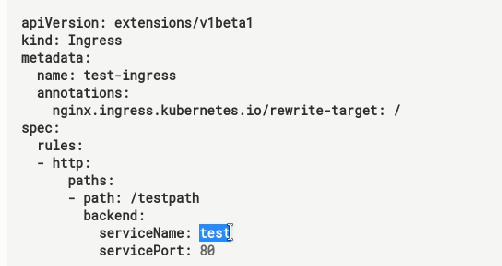 apiVersion: extensions/v1beta1
kind: Ingress
metadata:
  name: test-ingress
  annotations:
    nginx.ingress.kubernetes.io/rewrite-target: /
spec:
  rules:
  - http:
      paths:
      - path: /testpath
        backend:
          serviceName: test
          servicePort: 80